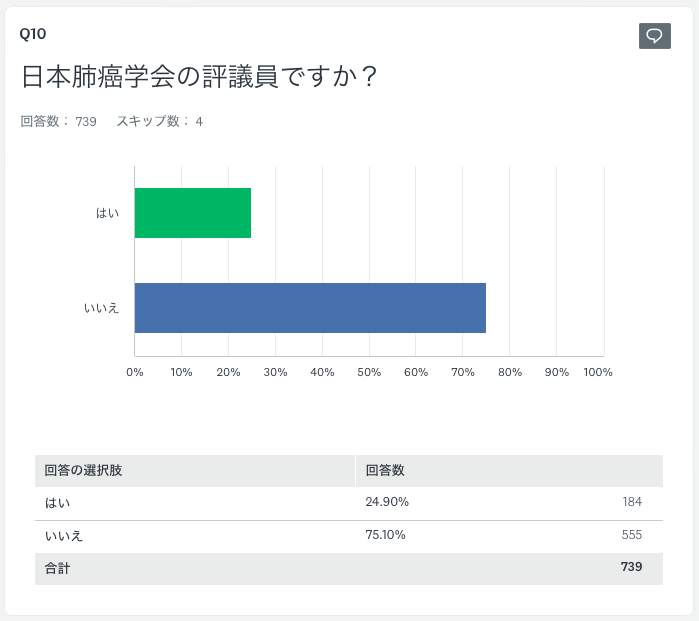 Q10
日本肺癌学会の評議員ですか？
回答数： 739 スキップ数： 4
はい
いいえ
0% 10% 20% 30% 40% 50% 60% 70% 80% 90% 100%
回答の選択肢 回答数
はい 24.90% 184
いいえ 75.10% 555
合計 739